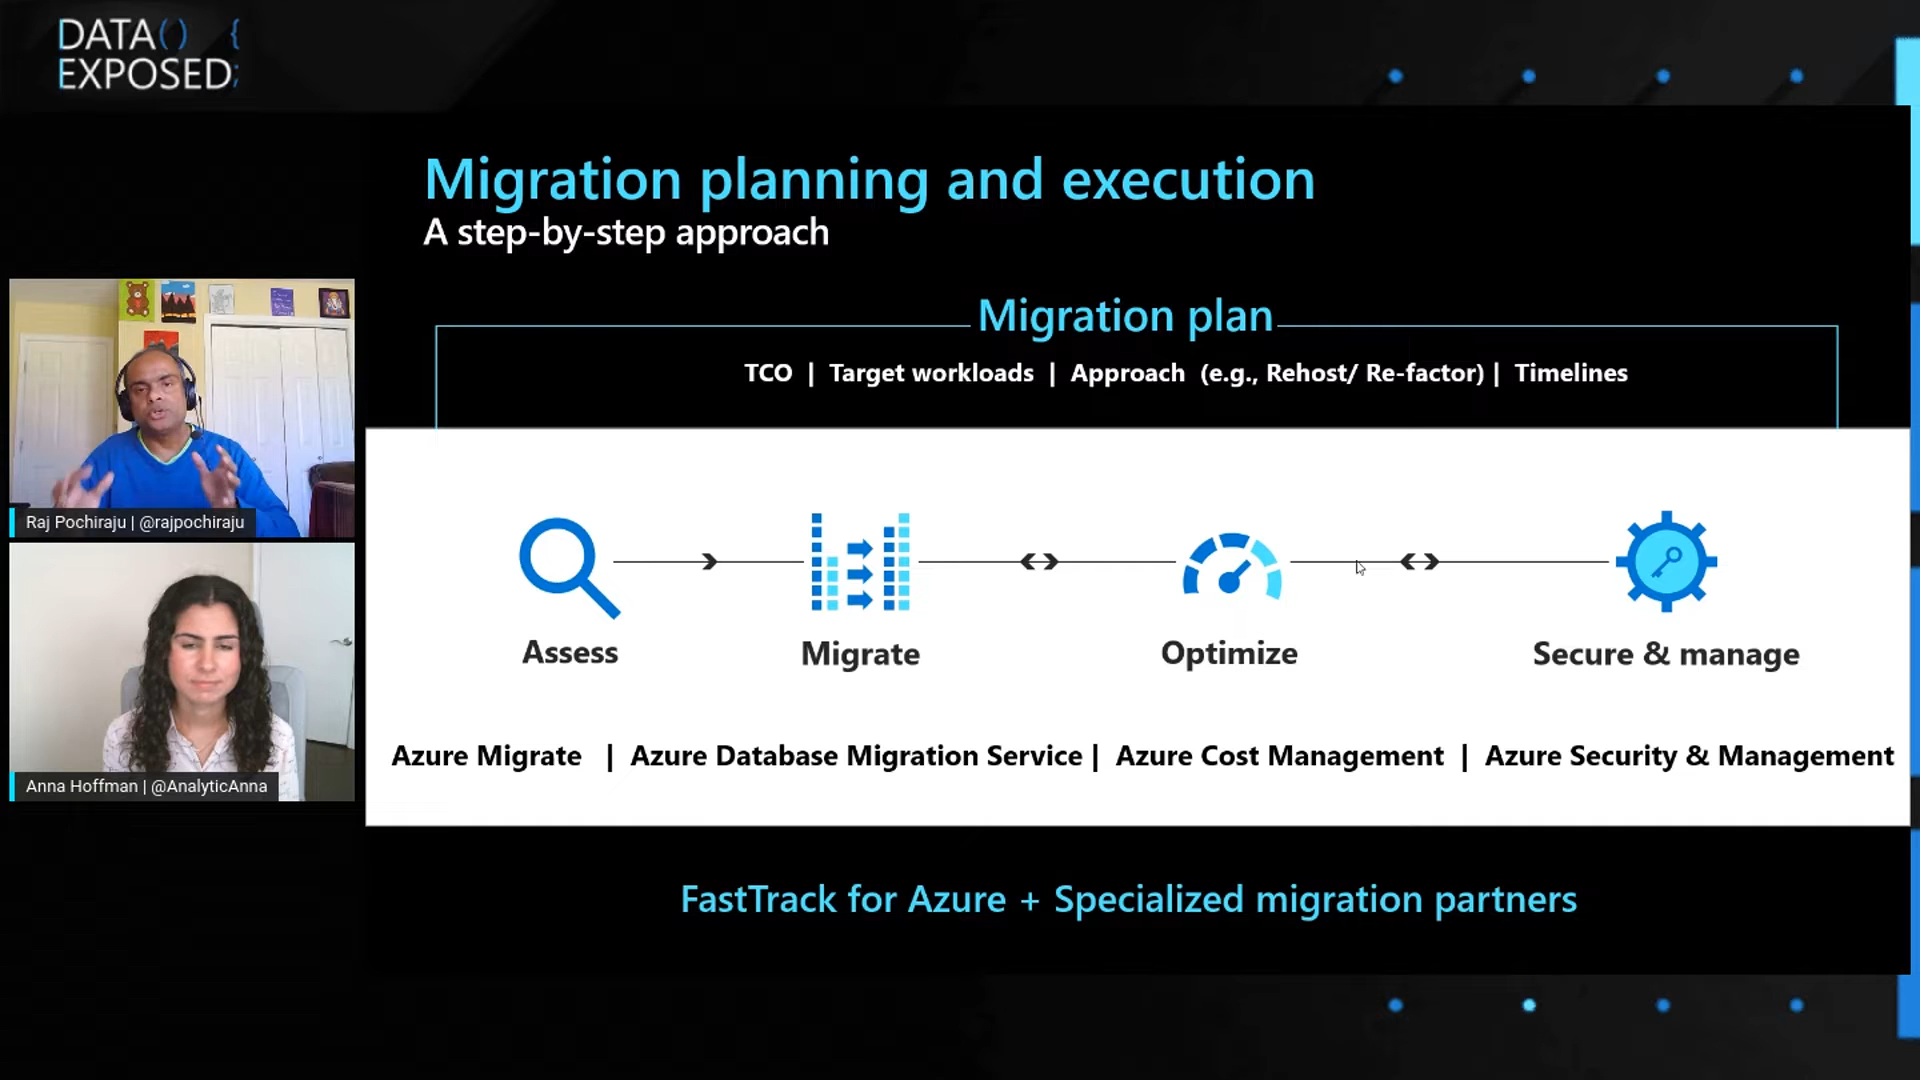 DATA() {
EXPOSED;
Migration planning and execution
A step-by-step approach
Migration plan
TCO | Target workloads | Approach (e.g., Rehost/ Re-factor) | Timelines
Raj Pochiraju | @rajpochiraju
Anna Hoffman | @AnalyticAnna
Assess
Migrate
Optimize
Secure & manage
Azure Migrate | Azure Database Migration Service | Azure Cost Management | Azure Security & Management
FastTrack for Azure + Specialized migration partners